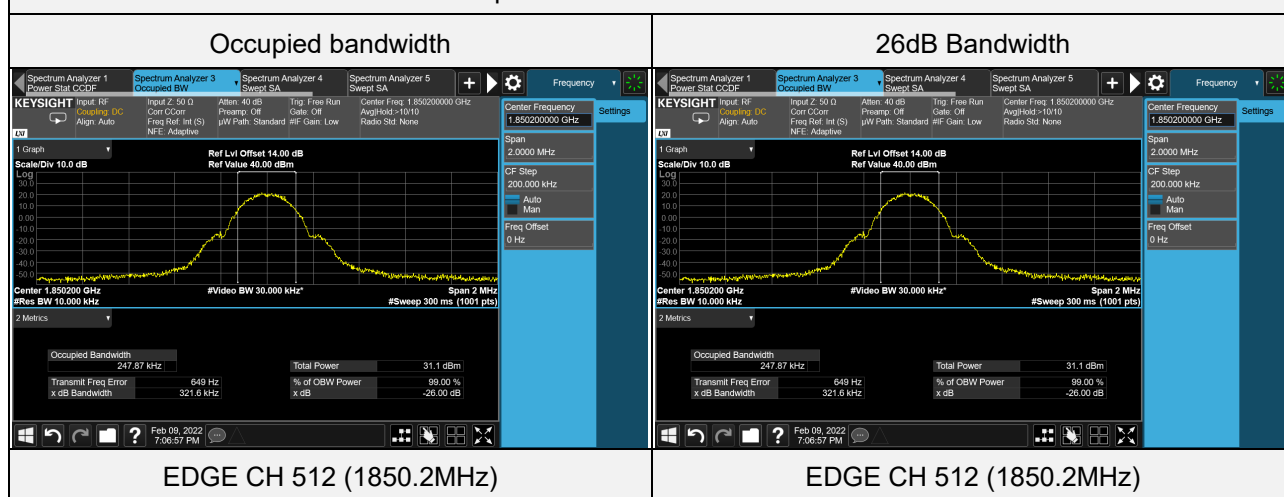 Occupied bandwidth
26dB Bandwidth
Spectrum Analyzer 1
Power Stat CCDF
Spectrum Analyzer 3
Occupied BW
Spectrum Analyzer 4
Swept SA
Spectrum Analyzer 5
Swept SA
Frequency
KEYSIGHT
Input: RF
Coupling: DC
Align: Auto
Input Z: 50 Ω
Corr CCorr
Freq Ref: Int (S)
NFE: Adaptive
Atten: 40 dB
Preamp: Off
µW Path: Standard
Trig: Free Run
Gate: Off
#IF Gain: Low
Center Freq: 1.850200000 GHz
Avg|Hold:>10/10
Radio Std: None
LXI
Center Frequency
1.850200000 GHz
Settings
Span
2.0000 MHz
CF Step
200.000 kHz
Auto
Man
Freq Offset
0 Hz
1 Graph
Scale/Div 10.0 dB
Ref Lvl Offset 14.00 dB
Ref Value 40.00 dBm
Log
30.0
20.0
10.0
0.00
-10.0
-20.0
-30.0
-40.0
-50.0
Center 1.850200 GHz
#Res BW 10.000 kHz
#Video BW 30.000 kHz*
Span 2 MHz
#Sweep 300 ms (1001 pts)
2 Metrics
Occupied Bandwidth
247.87 kHz
Transmit Freq Error 649 Hz
x dB Bandwidth 321.6 kHz
Total Power 31.1 dBm
% of OBW Power 99.00 %
x dB -26.00 dB
Feb 09, 2022
7:06:57 PM
Spectrum Analyzer 1
Power Stat CCDF
Spectrum Analyzer 3
Occupied BW
Spectrum Analyzer 4
Swept SA
Spectrum Analyzer 5
Swept SA
Frequency
KEYSIGHT
Input: RF
Coupling: DC
Align: Auto
Input Z: 50 Ω
Corr CCorr
Freq Ref: Int (S)
NFE: Adaptive
Atten: 40 dB
Preamp: Off
µW Path: Standard
Trig: Free Run
Gate: Off
#IF Gain: Low
Center Freq: 1.850200000 GHz
Avg|Hold:>10/10
Radio Std: None
LXI
Center Frequency
1.850200000 GHz
Settings
Span
2.0000 MHz
CF Step
200.000 kHz
Auto
Man
Freq Offset
0 Hz
1 Graph
Scale/Div 10.0 dB
Ref Lvl Offset 14.00 dB
Ref Value 40.00 dBm
Log
30.0
20.0
10.0
0.00
-10.0
-20.0
-30.0
-40.0
-50.0
Center 1.850200 GHz
#Res BW 10.000 kHz
#Video BW 30.000 kHz*
Span 2 MHz
#Sweep 300 ms (1001 pts)
2 Metrics
Occupied Bandwidth
247.87 kHz
Transmit Freq Error 649 Hz
x dB Bandwidth 321.6 kHz
Total Power 31.1 dBm
% of OBW Power 99.00 %
x dB -26.00 dB
Feb 09, 2022
7:06:57 PM
EDGE CH 512 (1850.2MHz)
EDGE CH 512 (1850.2MHz)